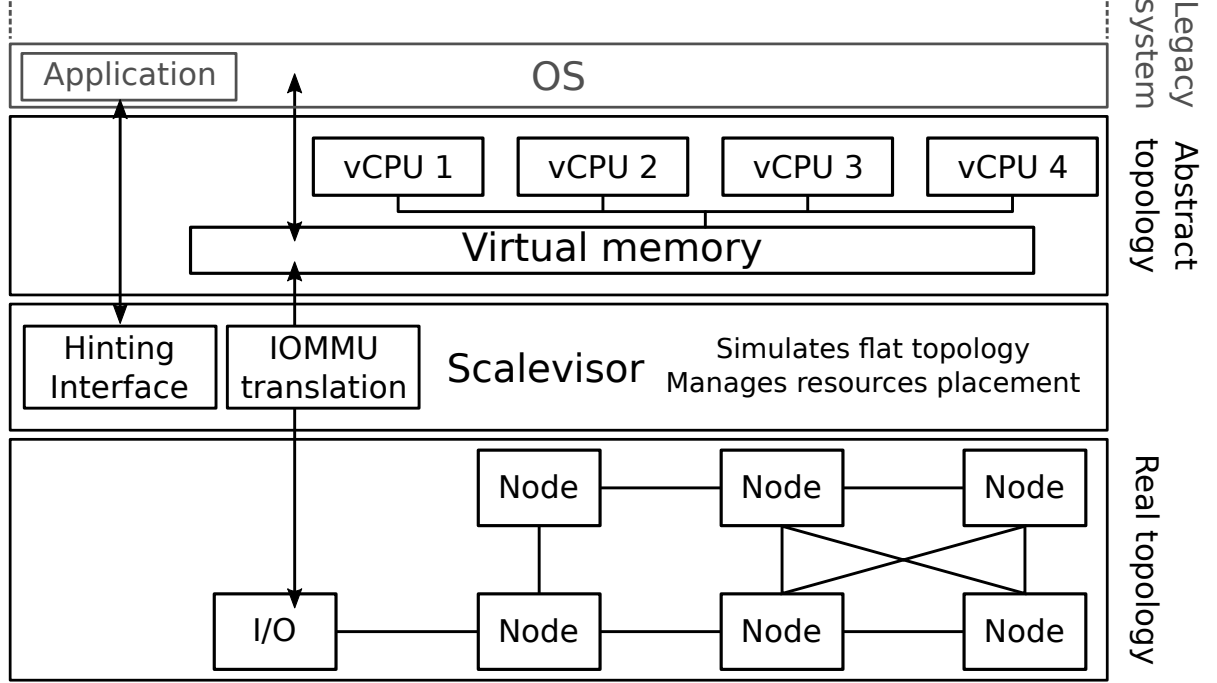 Legacy
system
Application
OS
Abstract
topology
vCPU 1
vCPU 2
vCPU 3
vCPU 4
Virtual memory
Hinting
Interface
IOMMU
translation
Scalevisor
Simulates flat topology
Manages resources placement
Real topology
Node
Node
Node
I/O
Node
Node
Node